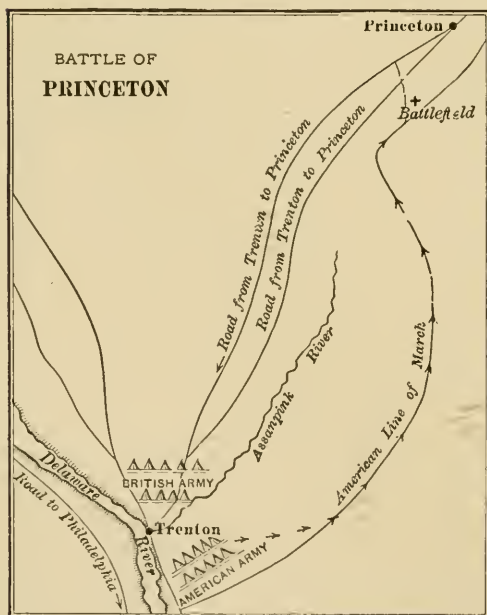 BATTLE OF
PRINCETON
Princeton
Battlefield
Road from Trenton to Princeton
Road from Trenton to Princeton
Assanpink River
American Line of March
BRITISH ARMY
Delaware River
Trenton
Road to Philadelphia
AMERICAN ARMY